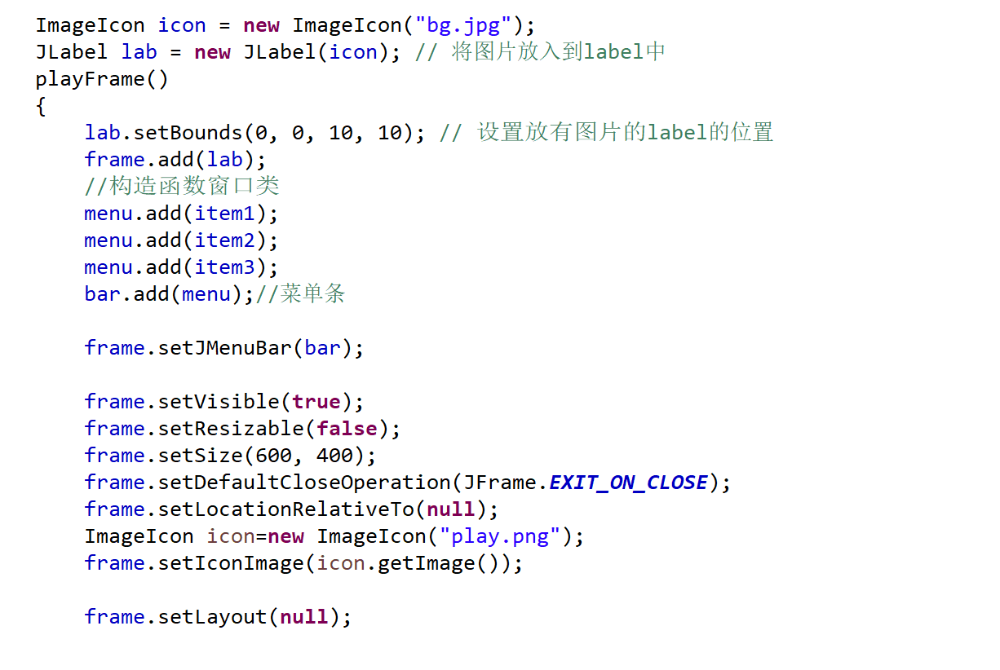 ImageIcon icon = new ImageIcon("bg.jpg");
JLabel lab = new JLabel(icon); // 将图片放入到label中
playFrame()
{
    lab.setBounds(0, 0, 10, 10); // 设置放有图片的label的位置
    frame.add(lab);
    //构造函数窗口类
    menu.add(item1);
    menu.add(item2);
    menu.add(item3);
    bar.add(menu);//菜单条
    frame.setJMenuBar(bar);
    frame.setVisible(true);
    frame.setResizable(false);
    frame.setSize(600, 400);
    frame.setDefaultCloseOperation(JFrame.EXIT_ON_CLOSE);
    frame.setLocationRelativeTo(null);
    ImageIcon icon=new ImageIcon("play.png");
    frame.setIconImage(icon.getImage());
    frame.setLayout(null);